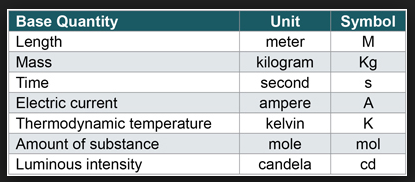 Base Quantity Unit Symbol
Length meter M
Mass kilogram Kg
Time second s
Electric current ampere A
Thermodynamic temperature kelvin K
Amount of substance mole mol
Luminous intensity candela cd